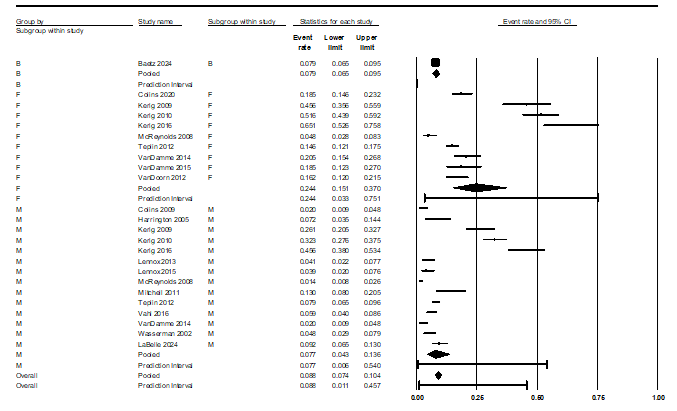 Group by Study name Subgroup within study Statistics for each study Event rate and 95% CI
Subgroup within study
Event rate Lower limit Upper limit
B Baetz 2024 B 0.079 0.065 0.095
B Pooled 0.079 0.065 0.095
B Prediction Interval
F Colins 2020 F 0.185 0.146 0.232
F Kerig 2009 F 0.456 0.356 0.559
F Kerig 2010 F 0.516 0.439 0.592
F Kerig 2016 F 0.651 0.526 0.758
F McReynolds 2008 F 0.048 0.028 0.083
F Teplin 2012 F 0.146 0.121 0.175
F VanDamme 2014 F 0.205 0.154 0.268
F VanDamme 2015 F 0.185 0.123 0.270
F VanDoorn 2012 F 0.162 0.120 0.215
F Pooled 0.244 0.151 0.370
F Prediction Interval 0.244 0.033 0.751
M Colins 2009 M 0.020 0.009 0.048
M Harrington 2005 M 0.072 0.035 0.144
M Kerig 2009 M 0.261 0.205 0.327
M Kerig 2010 M 0.323 0.276 0.375
M Kerig 2016 M 0.456 0.380 0.534
M Lennox2013 M 0.041 0.022 0.077
M Lennox2015 M 0.039 0.020 0.076
M McReynolds 2008 M 0.014 0.008 0.026
M Mitchell 2011 M 0.130 0.080 0.205
M Teplin 2012 M 0.079 0.065 0.096
M Vahl 2016 M 0.059 0.040 0.086
M VanDamme 2014 M 0.020 0.009 0.048
M Wasserman 2002 M 0.048 0.029 0.079
M LaBelle 2024 M 0.092 0.065 0.130
M Pooled 0.077 0.043 0.136
M Prediction Interval 0.077 0.006 0.540
Overall Pooled 0.088 0.074 0.104
Overall Prediction Interval 0.088 0.011 0.457
0.00 0.25 0.50 0.75 1.00